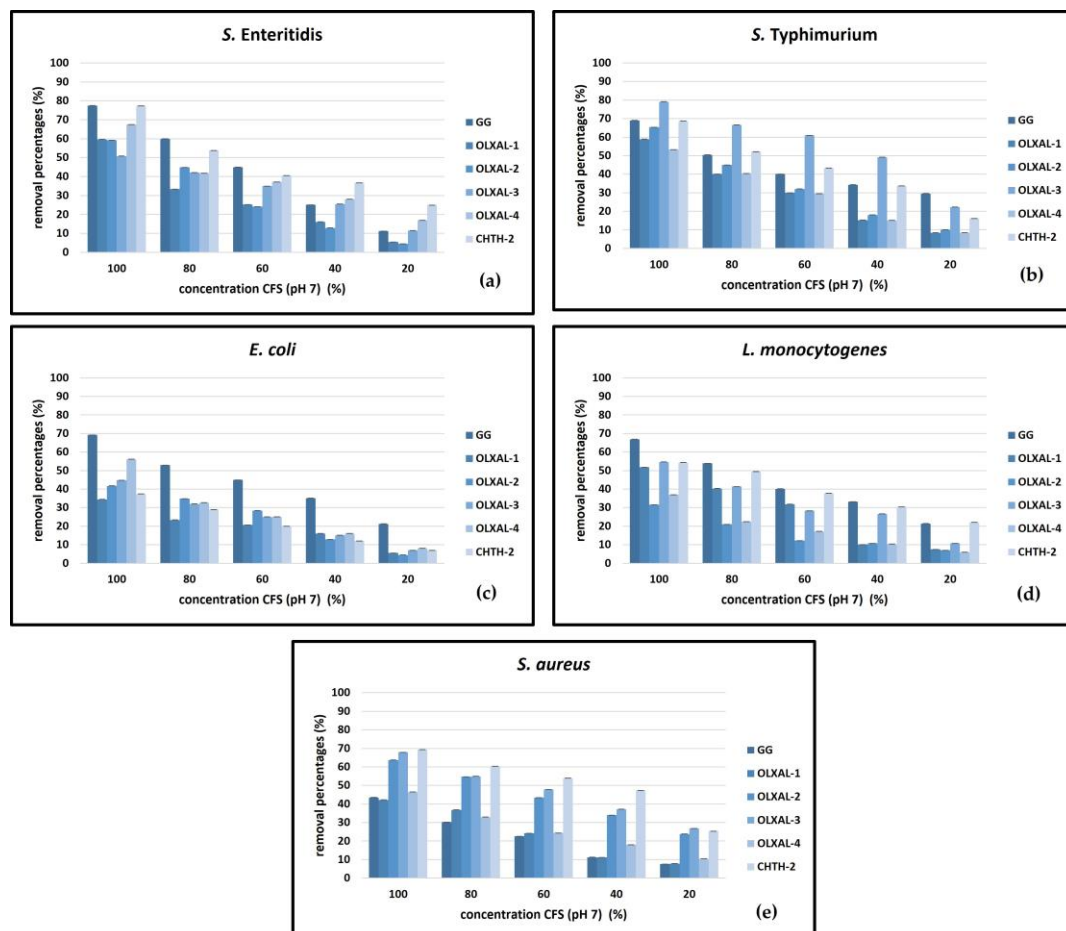 S. Enteritidis
removal percentages (%)
100
90
80
70
60
50
40
30
20
10
0
100 80 60 40 20
concentration CFS (pH 7) (%)
GG
OLXAL-1
OLXAL-2
OLXAL-3
OLXAL-4
CHTH-2
(a)
S. Typhimurium
removal percentages (%)
100
90
80
70
60
50
40
30
20
10
0
100 80 60 40 20
concentration CFS (pH 7) (%)
GG
OLXAL-1
OLXAL-2
OLXAL-3
OLXAL-4
CHTH-2
(b)
E. coli
removal percentages (%)
100
90
80
70
60
50
40
30
20
10
0
100 80 60 40 20
concentration CFS (pH 7) (%)
GG
OLXAL-1
OLXAL-2
OLXAL-3
OLXAL-4
CHTH-2
(c)
L. monocytogenes
removal percentages (%)
100
90
80
70
60
50
40
30
20
10
0
100 80 60 40 20
concentration CFS (pH 7) (%)
GG
OLXAL-1
OLXAL-2
OLXAL-3
OLXAL-4
CHTH-2
(d)
S. aureus
removal percentages (%)
100
90
80
70
60
50
40
30
20
10
0
100 80 60 40 20
concentration CFS (pH 7) (%)
GG
OLXAL-1
OLXAL-2
OLXAL-3
OLXAL-4
CHTH-2
(e)